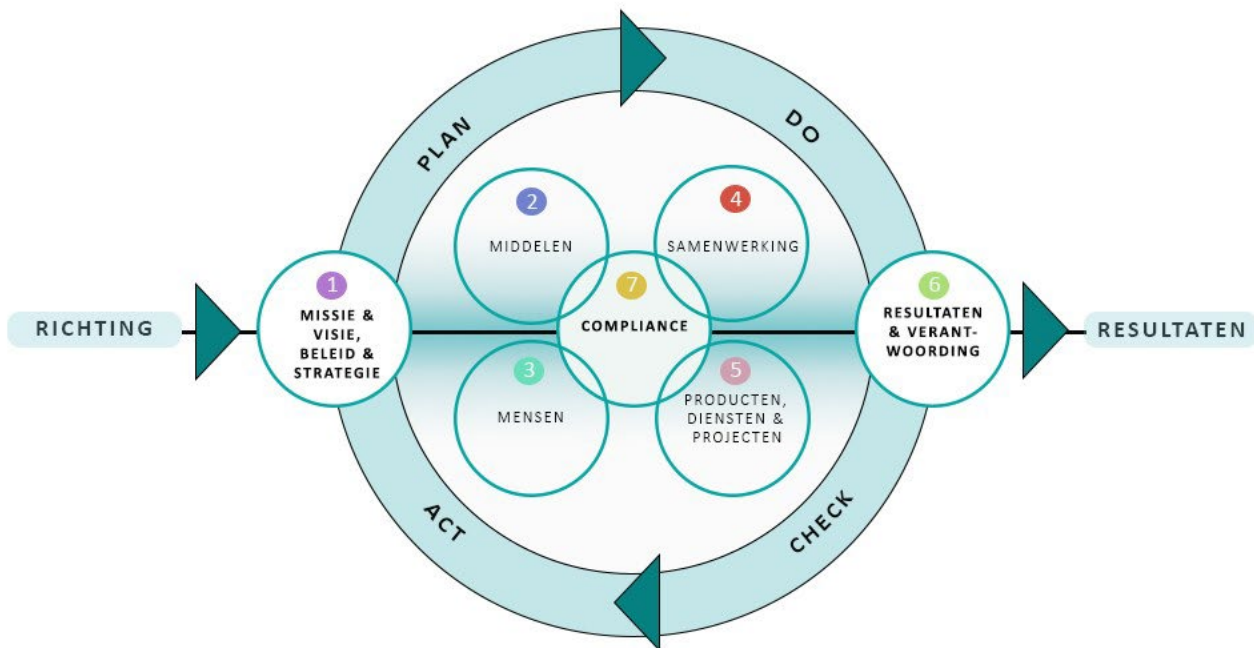 PLAN
DO
2
MIDDELEN
4
SAMENWERKING
RICHTING
1
MISSIE &
VISIE,
BELEID &
STRATEGIE
7
COMPLIANCE
6
RESULTATEN
& VERANT-
WOORDING
RESULTATEN
3
MENSEN
5
PRODUCTEN,
DIENSTEN &
PROJECTEN
ACT
CHECK